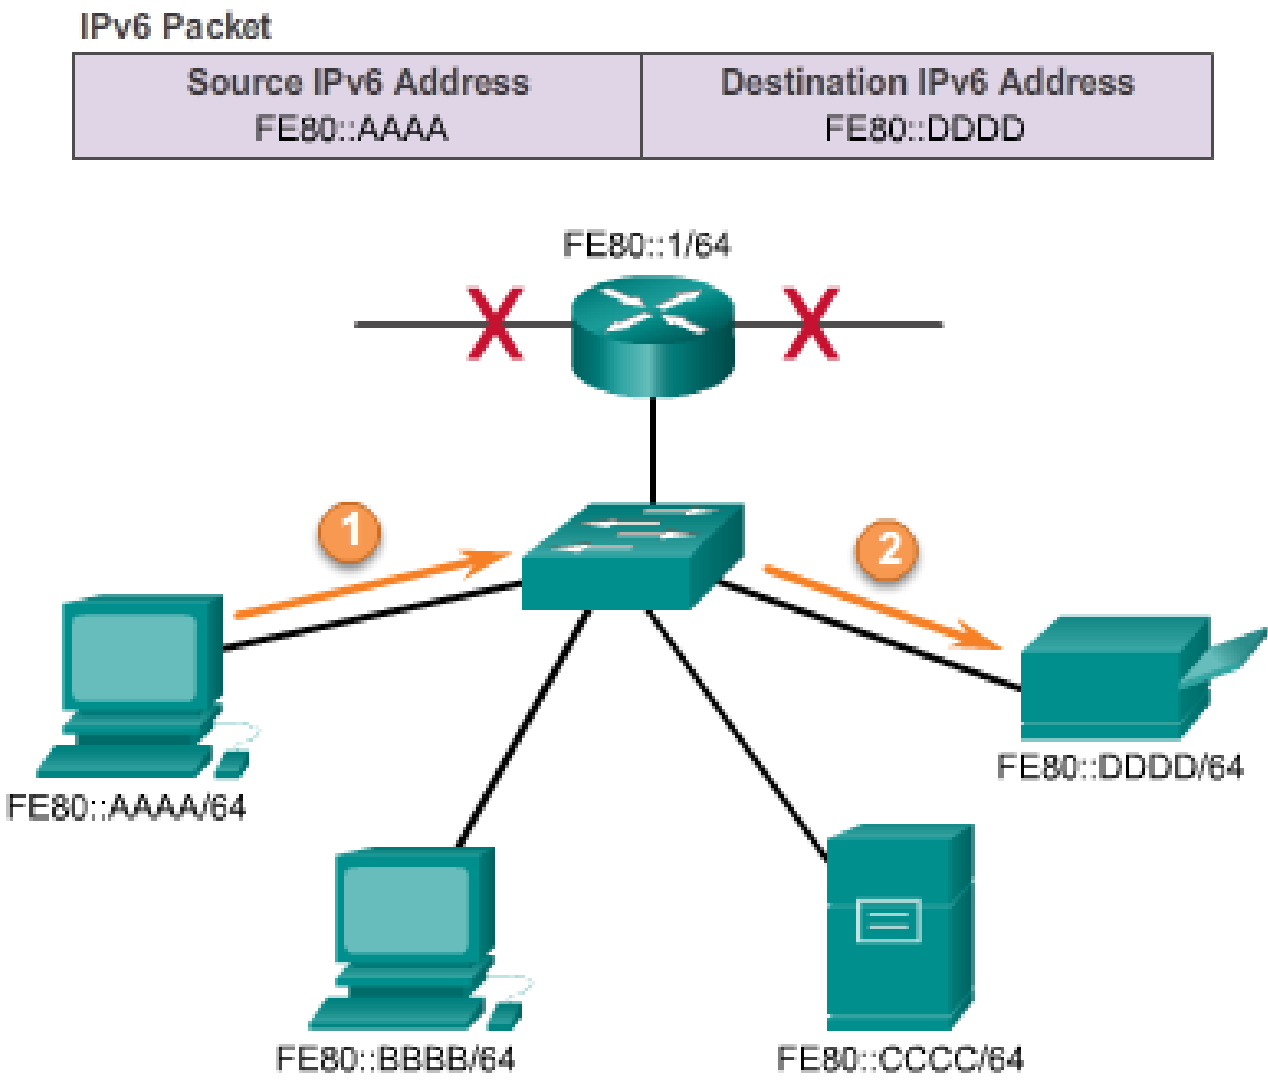 IPv6 Packet
Source IPv6 Address
FE80::AAAA
Destination IPv6 Address
FE80::DDDD
FE80::1/64
X
X
1
2
FE80::AAAA/64
FE80::DDDD/64
FE80::BBBB/64
FE80::CCCC/64